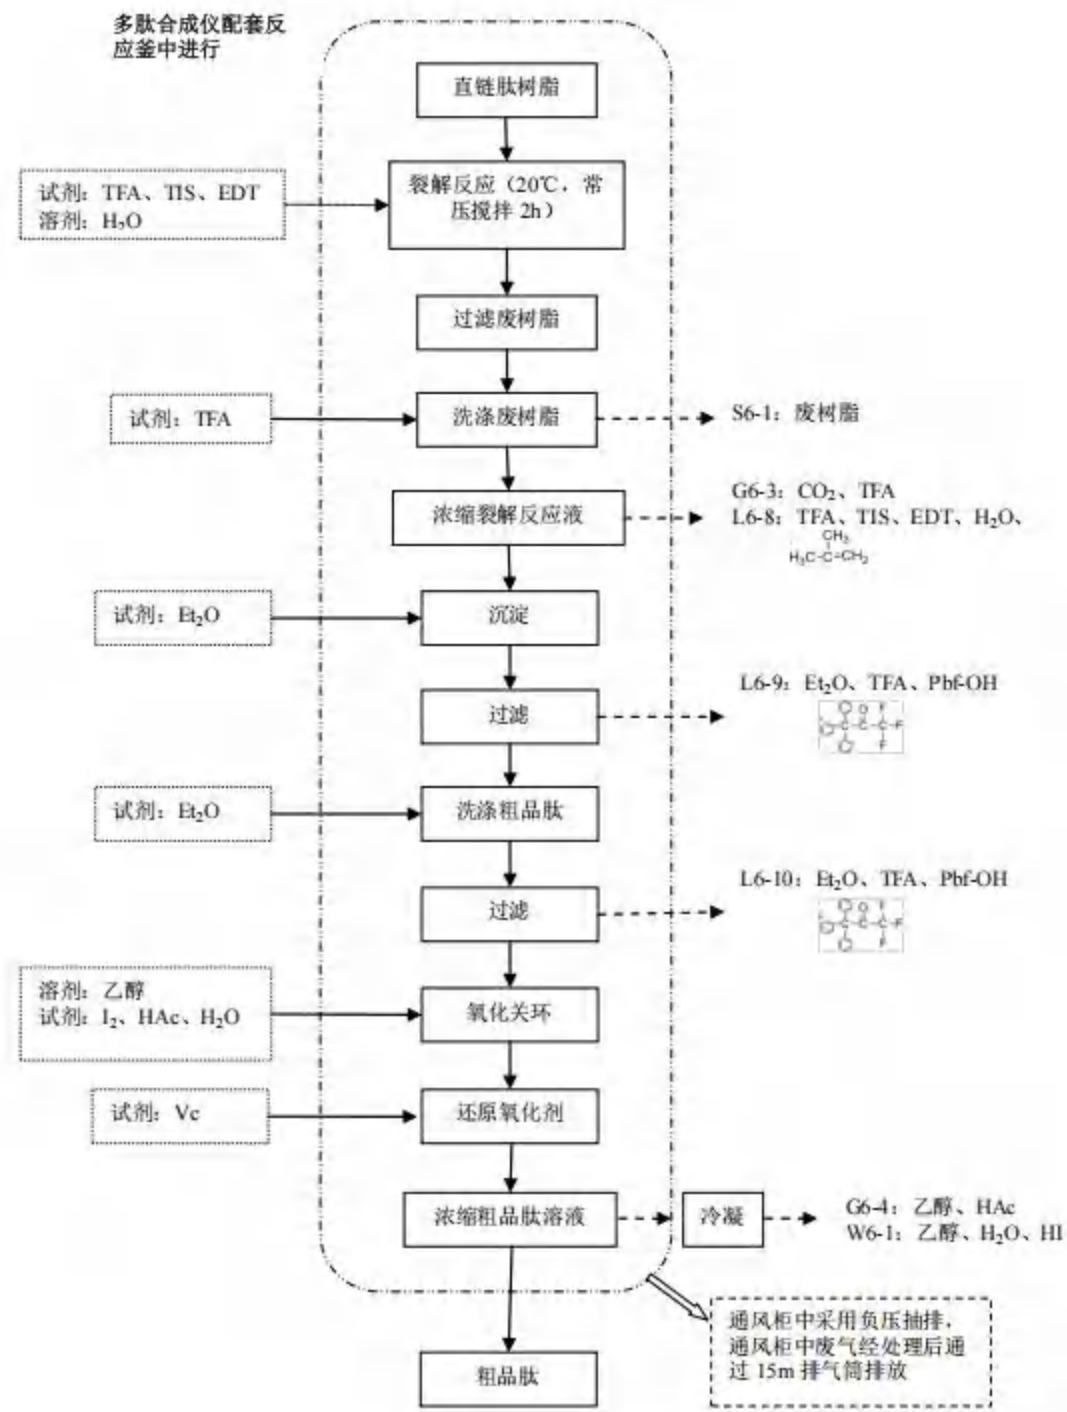 多肽合成仪配套反
应釜中进行
直链肽树脂
试剂：TFA、TIS、EDT
溶剂：H₂O
裂解反应（20℃，常
压搅拌 2h）
过滤废树脂
试剂：TFA
洗涤废树脂
S6-1：废树脂
浓缩裂解反应液
G6-3：CO₂、TFA
L6-8：TFA、TIS、EDT、H₂O、
CH₃
H₃C-C=CH₂
试剂：Et₂O
沉淀
过滤
L6-9：Et₂O、TFA、Pbf-OH
试剂：Et₂O
洗涤粗品肽
过滤
L6-10：Et₂O、TFA、Pbf-OH
溶剂：乙醇
试剂：I₂、HAc、H₂O
氧化关环
试剂：Vc
还原氧化剂
浓缩粗品肽溶液
冷凝
G6-4：乙醇、HAc
W6-1：乙醇、H₂O、HI
通风柜中采用负压抽排，
通风柜中废气经处理后通
过 15m 排气筒排放
粗品肽